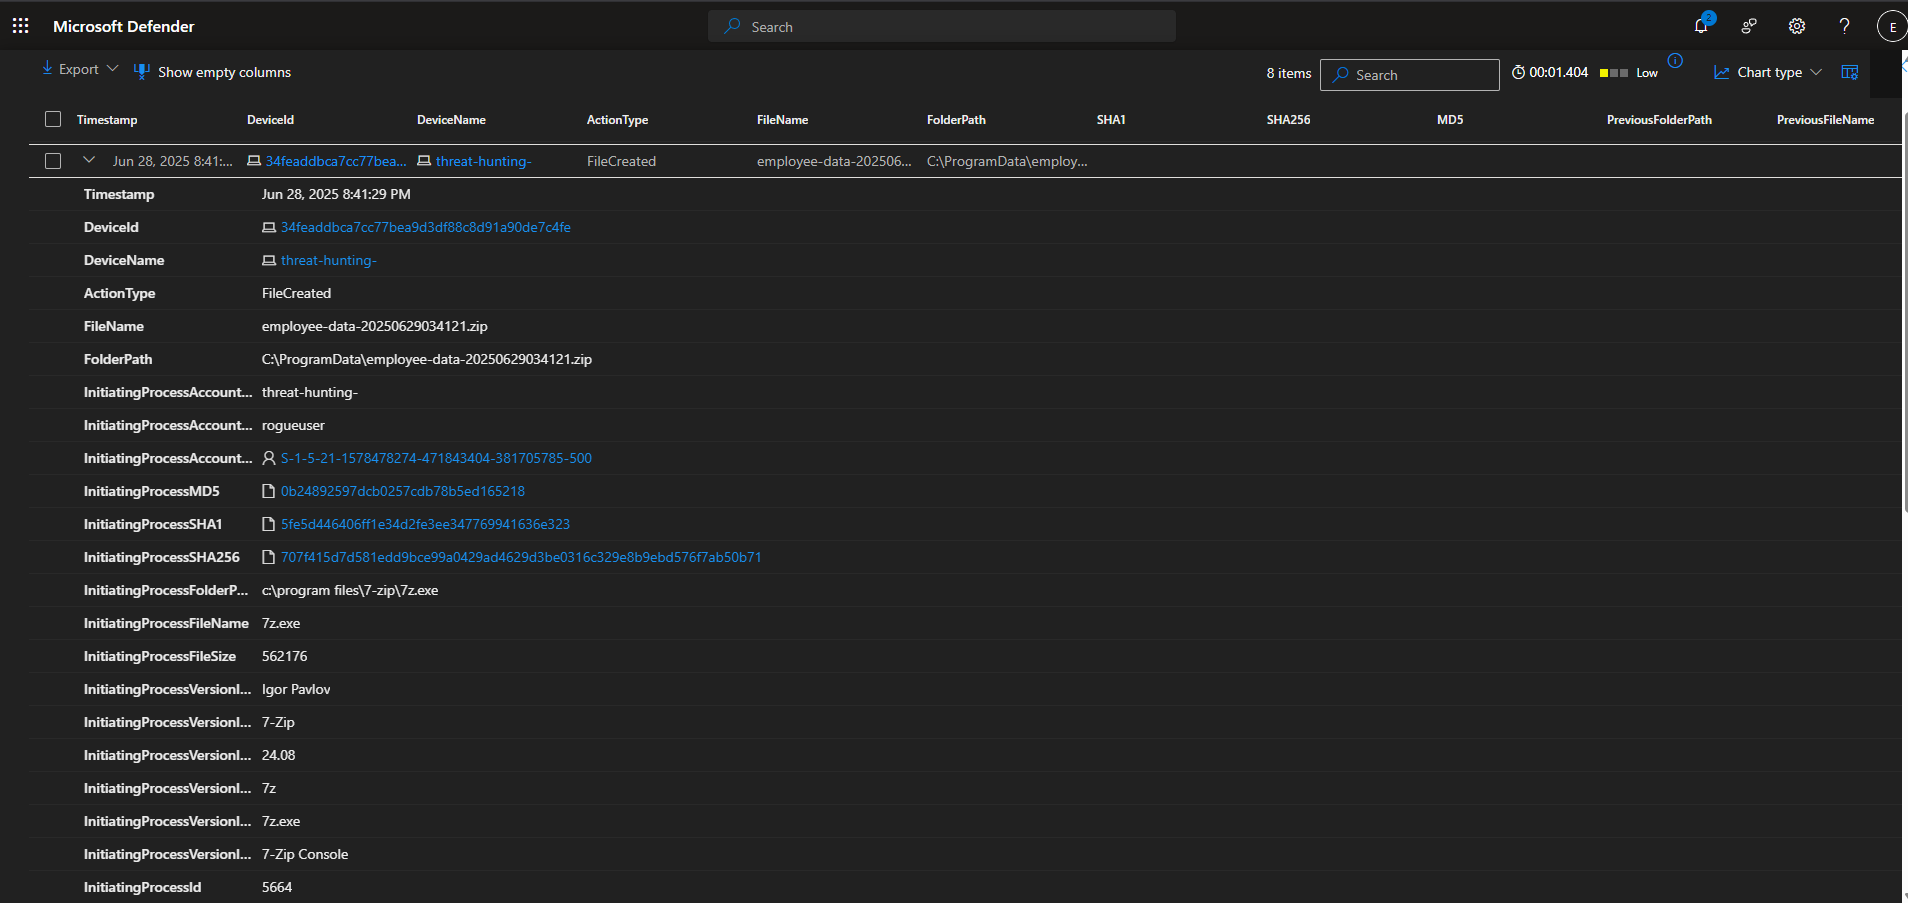 Microsoft Defender
Search
2
E
Export
Show empty columns
8 items
Search
00:01.404
Low
Chart type
Timestamp DeviceId DeviceName ActionType FileName FolderPath SHA1 SHA256 MD5 PreviousFolderPath PreviousFileName
Jun 28, 2025 8:41:... 34feaddbca7cc77bea... threat-hunting- FileCreated employee-data-202506... C:\ProgramData\employ...
Timestamp Jun 28, 2025 8:41:29 PM
DeviceId 34feaddbca7cc77bea9d3df88c8d91a90de7c4fe
DeviceName threat-hunting-
ActionType FileCreated
FileName employee-data-20250629034121.zip
FolderPath C:\ProgramData\employee-data-20250629034121.zip
InitiatingProcessAccount... threat-hunting-
InitiatingProcessAccount... rogueuser
InitiatingProcessAccount... S-1-5-21-1578478274-471843404-381705785-500
InitiatingProcessMD5 0b24892597dcb0257cdb78b5ed165218
InitiatingProcessSHA1 5fe5d446406ff1e34d2fe3ee347769941636e323
InitiatingProcessSHA256 707f415d7d581edd9bce99a0429ad4629d3be0316c329e8b9ebd576f7ab50b71
InitiatingProcessFolderP... c:\program files\7-zip\7z.exe
InitiatingProcessFileName 7z.exe
InitiatingProcessFileSize 562176
InitiatingProcessVersionI... Igor Pavlov
InitiatingProcessVersionI... 7-Zip
InitiatingProcessVersionI... 24.08
InitiatingProcessVersionI... 7z
InitiatingProcessVersionI... 7z.exe
InitiatingProcessVersionI... 7-Zip Console
InitiatingProcessId 5664